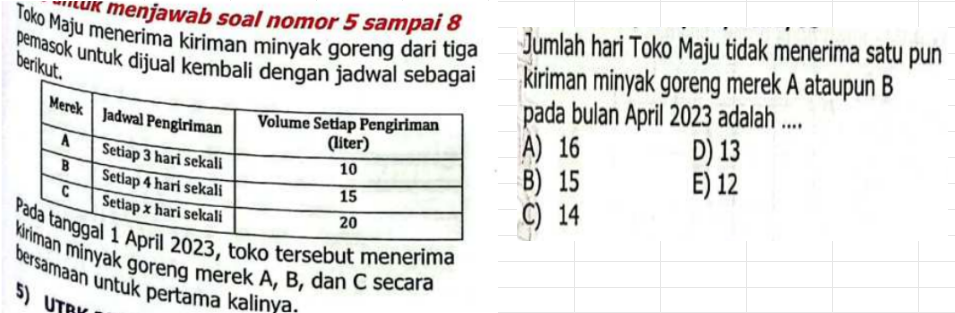 untuk menjawab soal nomor 5 sampai 8
Toko Maju menerima kiriman minyak goreng dari tiga
pemasok untuk dijual kembali dengan jadwal sebagai
berikut.
Merek Jadwal Pengiriman Volume Setiap Pengiriman (liter)
A Setiap 3 hari sekali 10
B Setiap 4 hari sekali 15
C Setiap x hari sekali 20
Pada tanggal 1 April 2023, toko tersebut menerima
kiriman minyak goreng merek A, B, dan C secara
bersamaan untuk pertama kalinya.
5)
Jumlah hari Toko Maju tidak menerima satu pun
kiriman minyak goreng merek A ataupun B
pada bulan April 2023 adalah ....
A) 16
B) 15
C) 14
D) 13
E) 12